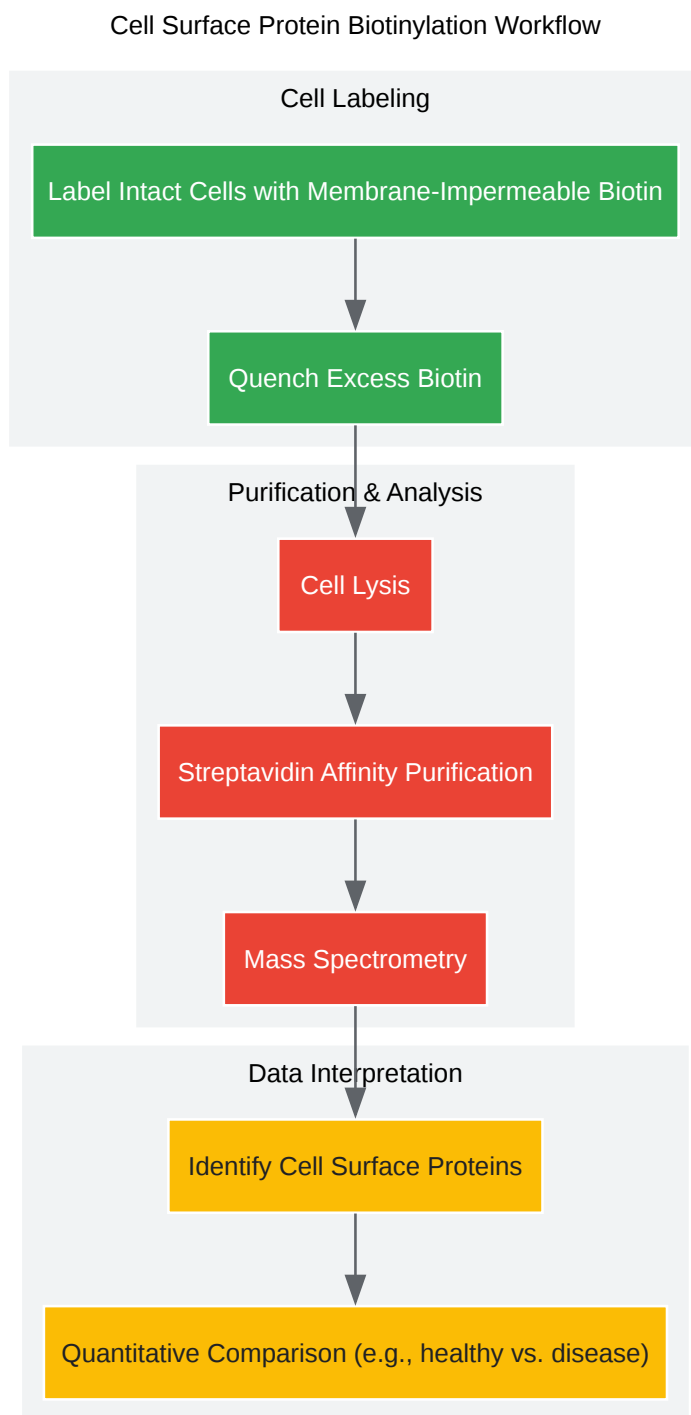 Cell Surface Protein Biotinylation Workflow
Cell Labeling
Label Intact Cells with Membrane-Impermeable Biotin
Quench Excess Biotin
Purification & Analysis
Cell Lysis
Streptavidin Affinity Purification
Mass Spectrometry
Data Interpretation
Identify Cell Surface Proteins
Quantitative Comparison (e.g., healthy vs. disease)